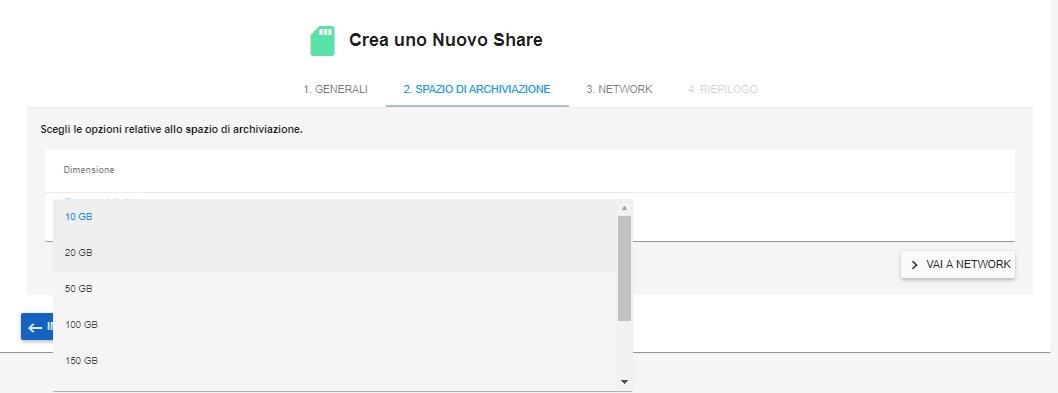 Crea uno Nuovo Share
1. GENERALI 2. SPAZIO DI ARCHIVIAZIONE 3. NETWORK 4. RIEPILOGO
Scegli le opzioni relative allo spazio di archiviazione.
Dimensione
10 GB
20 GB
50 GB
VAI A NETWORK
100 GB
150 GB